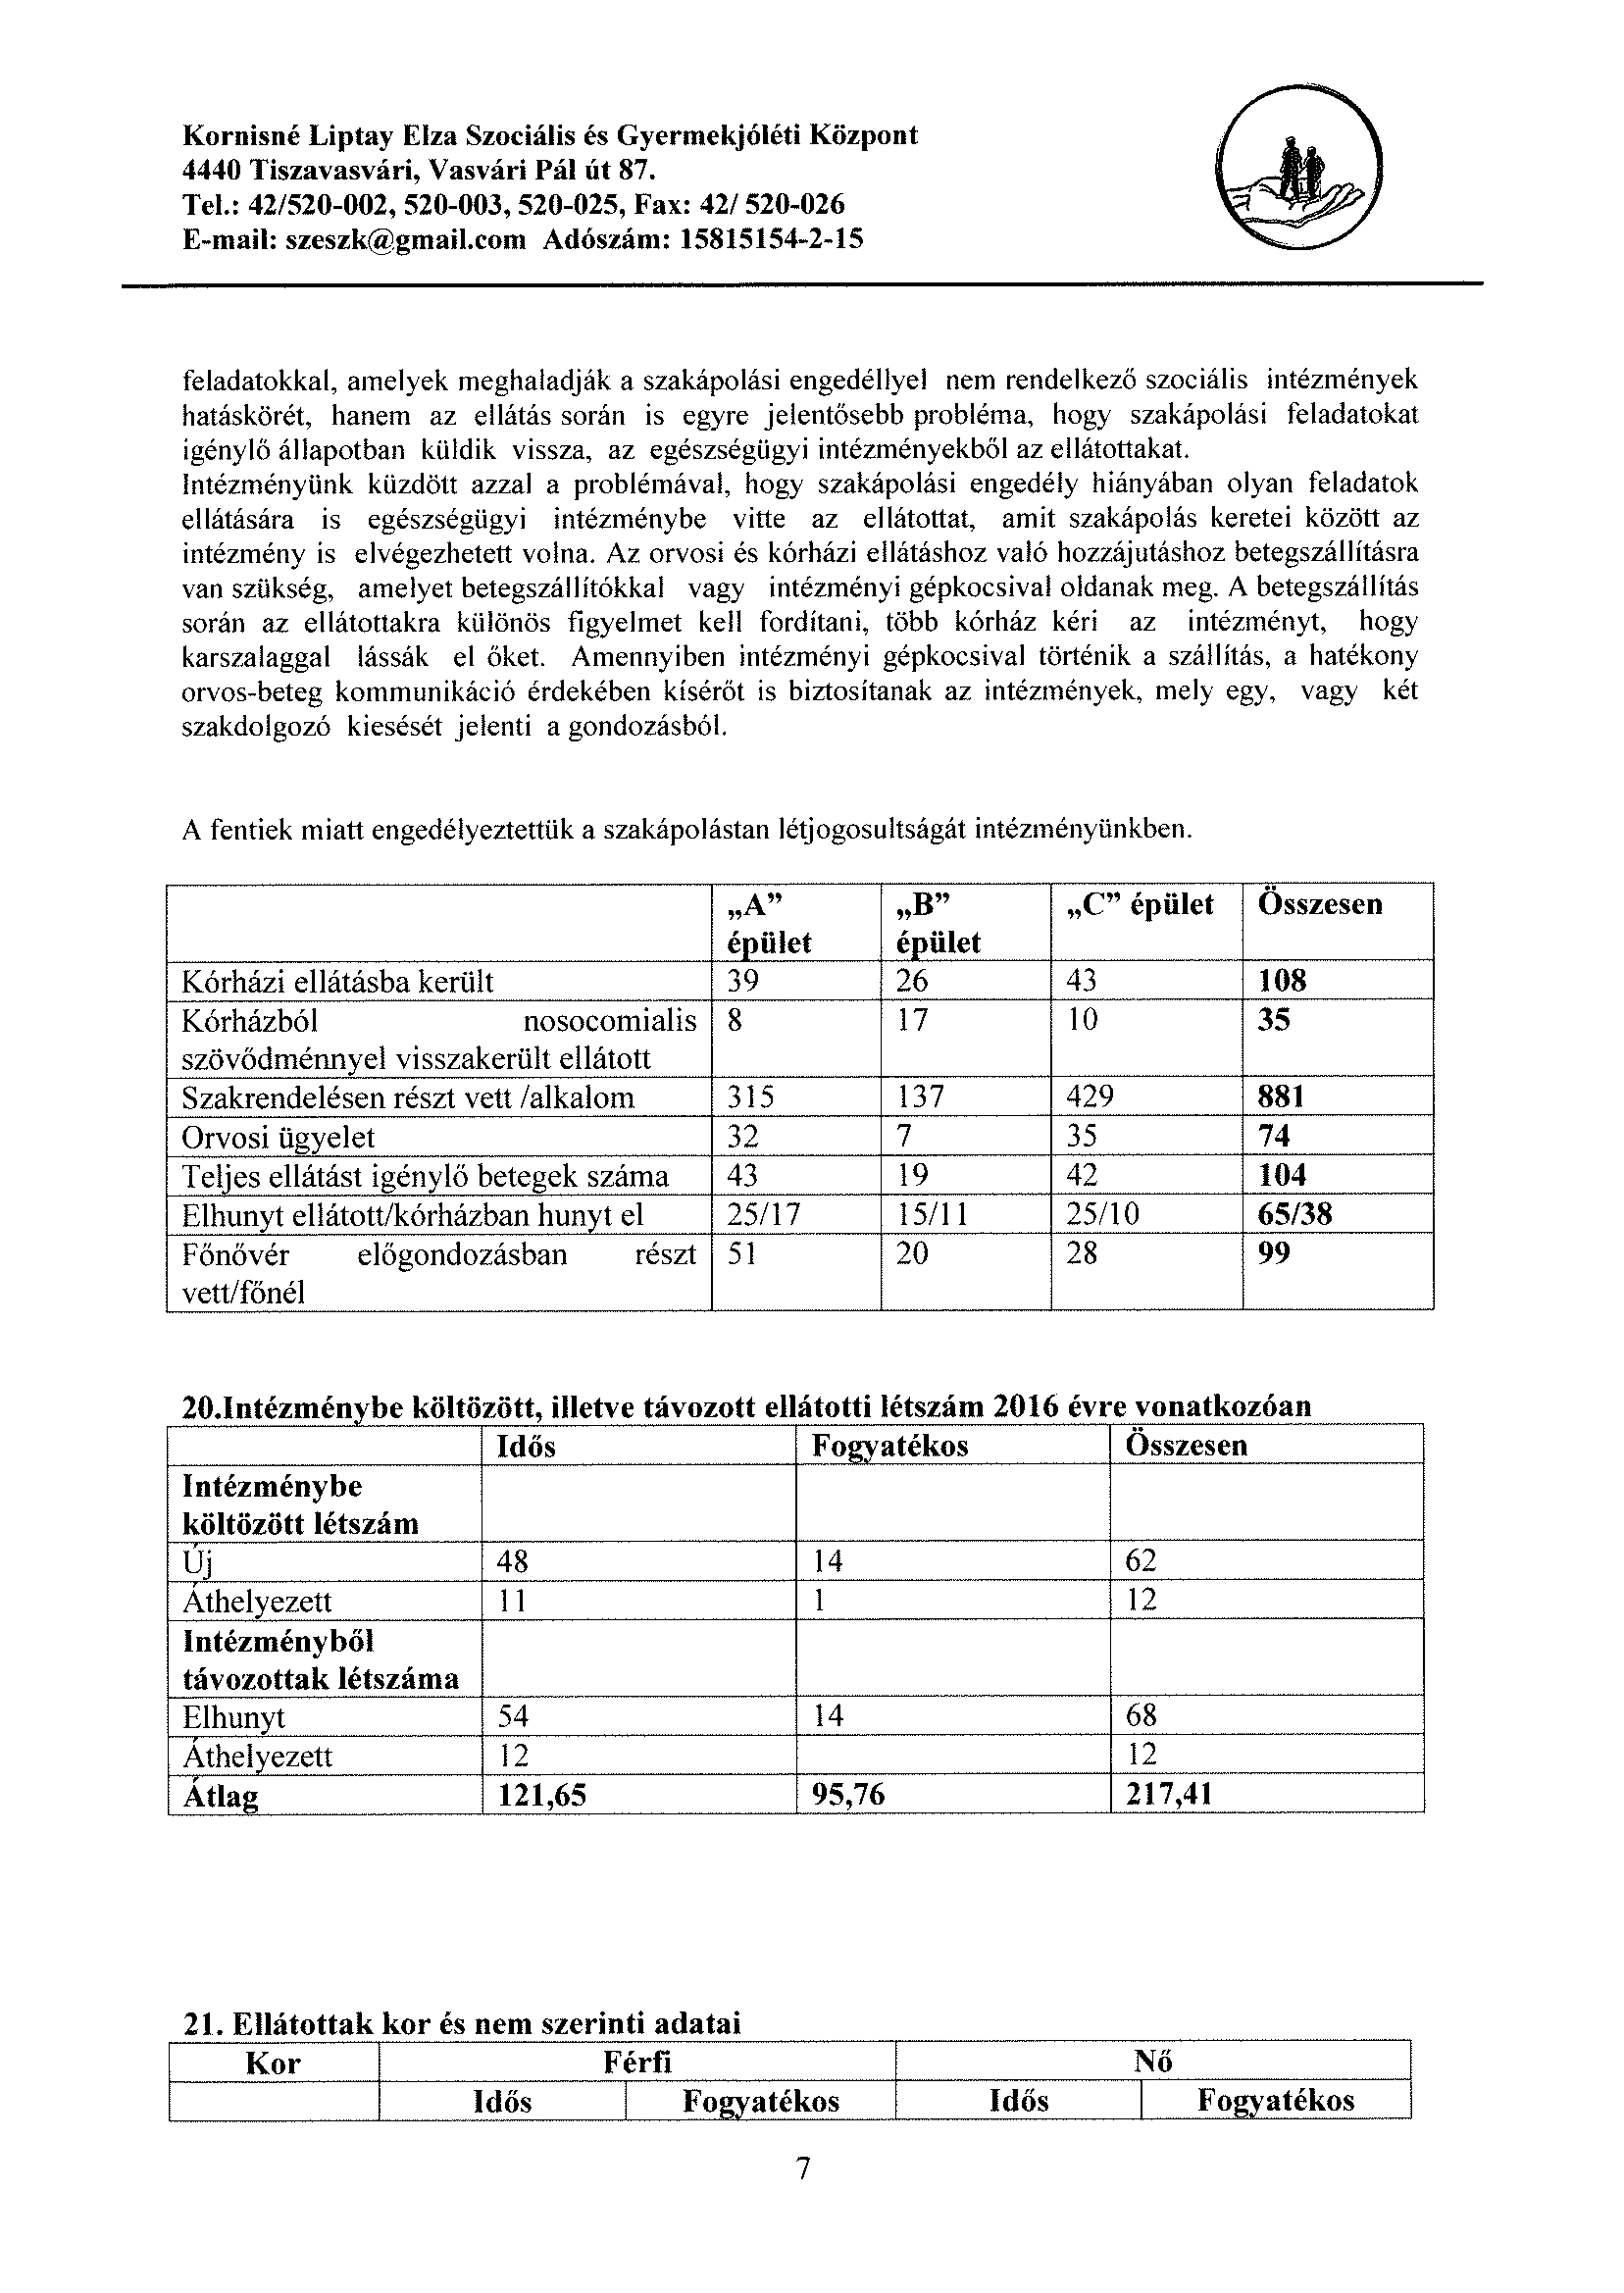 Kornisné Liptay Elza Szociális és Gyermekjóléti Központ
4440 Tiszavasvári, Vasvári Pál út 87.
Tel.: 42/520-002, 520-003, 520-025, Fax: 42/ 520-026
E-mail: szeszk@gmail.com Adószám: 15815154-2-15
feladatokkal, amelyek meghaladják a szakápolási engedéllyel nem rendelkező szociális intézmények
hatáskörét, hanem az ellátás során is egyre jelentősebb probléma, hogy szakápolási feladatokat
igénylő állapotban küldik vissza, az egészségügyi intézményekből az ellátottakat.
Intézményünk küzdött azzal a problémával, hogy szakápolási engedély hiányában olyan feladatok
ellátására is egészségügyi intézménybe vitte az ellátottat, amit szakápolás keretei között az
intézmény is elvégezhetett volna. Az orvosi és kórházi ellátáshoz való hozzájutáshoz betegszállításra
van szükség, amelyet betegszállítókkal vagy intézményi gépkocsival oldanak meg. A betegszállítás
során az ellátottakra különös figyelmet kell fordítani, több kórház kéri az intézményt, hogy
karszalaggal lássák el őket. Amennyiben intézményi gépkocsival történik a szállítás, a hatékony
orvos-beteg kommunikáció érdekében kísérőt is biztosítanak az intézmények, mely egy, vagy két
szakdolgozó kiesését jelenti a gondozásból.
A fentiek miatt engedélyeztettük a szakápolástan létjogosultságát intézményünkben.
„A” „B” „C” épület Összesen
épület épület
Kórházi ellátásba került 39 26 43 108
Kórházból nosocomialis 8 17 10 35
szövődménnyel visszakerült ellátott
Szakrendelésen részt vett /alkalom 315 137 429 881
Orvosi ügyelet 32 7 35 74
Teljes ellátást igénylő betegek száma 43 19 42 104
Elhunyt ellátott/kórházban hunyt el 25/17 15/11 25/10 65/38
Főnővér előgondozásban részt 51 20 28 99
vett/főnél
20.Intézménybe költözött, illetve távozott ellátotti létszám 2016 évre vonatkozóan
Idős Fogyatékos Összesen
Intézménybe
költözött létszám
Új 48 14 62
Áthelyezett 11 1 12
Intézményből
távozottak létszáma
Elhunyt 54 14 68
Áthelyezett 12 12
Átlag 121,65 95,76 217,41
21. Ellátottak kor és nem szerinti adatai
Kor Férfi Nő
Idős Fogyatékos Idős Fogyatékos
7